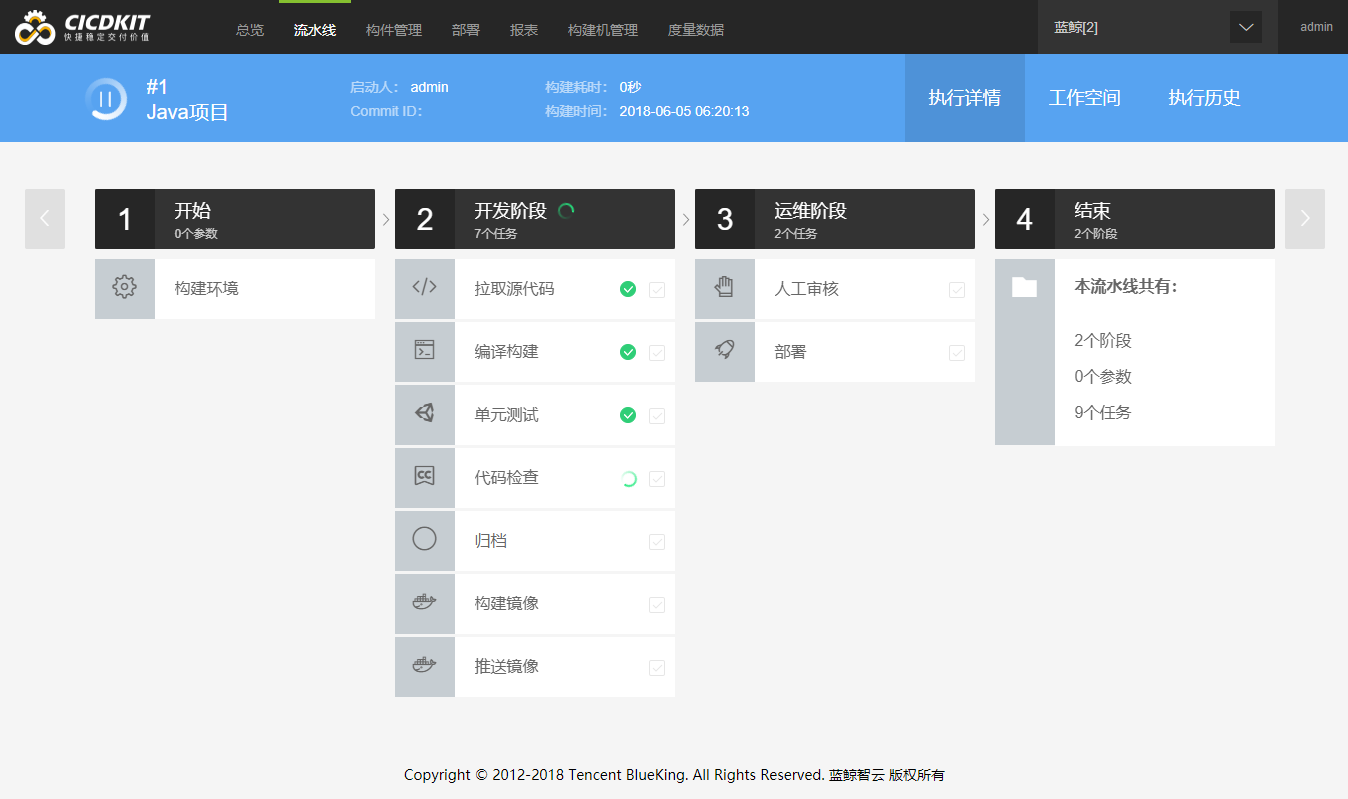 CICDKIT
快捷稳定交付价值
总览 流水线 构件管理 部署 报表 构建机管理 度量数据
蓝鲸[2]
admin
#1
Java项目
启动人： admin
Commit ID：
构建耗时： 0秒
构建时间： 2018-06-05 06:20:13
执行详情 工作空间 执行历史
1
开始
0个参数
构建环境
2
开发阶段
7个任务
拉取源代码
编译构建
单元测试
CC
代码检查
归档
构建镜像
推送镜像
3
运维阶段
2个任务
人工审核
部署
4
结束
2个阶段
本流水线共有：
2个阶段
0个参数
9个任务
Copyright © 2012-2018 Tencent BlueKing. All Rights Reserved. 蓝鲸智云 版权所有